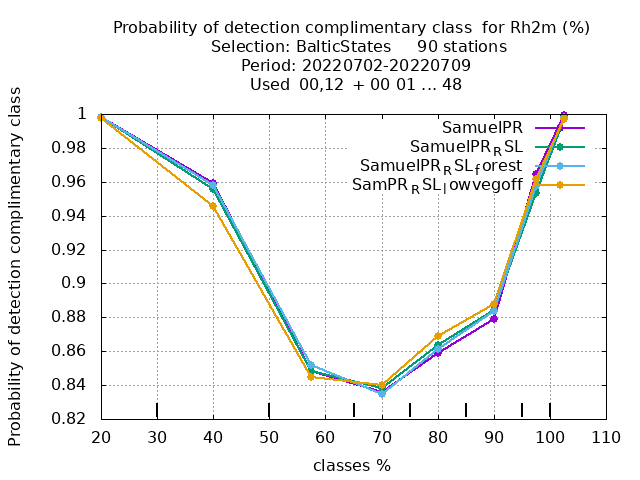 Probability of detection complimentary class  for Rh2m (%)
Selection: BalticStates     90 stations
Period: 20220702-20220709
Used  00,12  + 00 01 ... 48
Probability of detection complimentary class
1
0.98
0.96
0.94
0.92
0.9
0.88
0.86
0.84
0.82
SamuelPR
SamuelPR_RSL
SamuelPR_RSL_forest
SamPR_RSL_lowvegoff
20 30 40 50 60 70 80 90 100 110
classes %